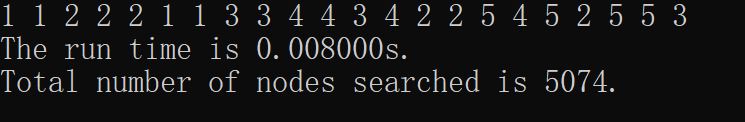 1 1 2 2 2 1 1 3 3 4 4 3 4 2 2 5 4 5 2 5 5 3
The run time is 0.008000s.
Total number of nodes searched is 5074.